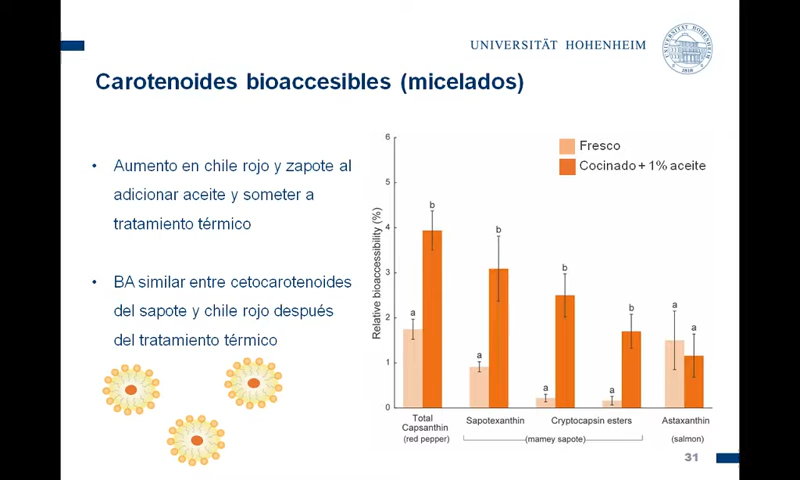 UNIVERSITÄT HOHENHEIM
Carotenoides bioaccesibles (micelados)
• Aumento en chile rojo y zapote al
adicionar aceite y someter a
tratamiento térmico
• BA similar entre cetocarotenoides
del sapote y chile rojo después
del tratamiento térmico
Fresco
Cocinado + 1% aceite
Relative bioaccessibility (%)
6
5
4
3
2
1
0
a
b
a
b
a
b
a
b
a
a
Total
Capsanthin
(red pepper)
Sapotexanthin
Cryptocapsin esters
(mamey sapote)
Astaxanthin
(salmon)
31